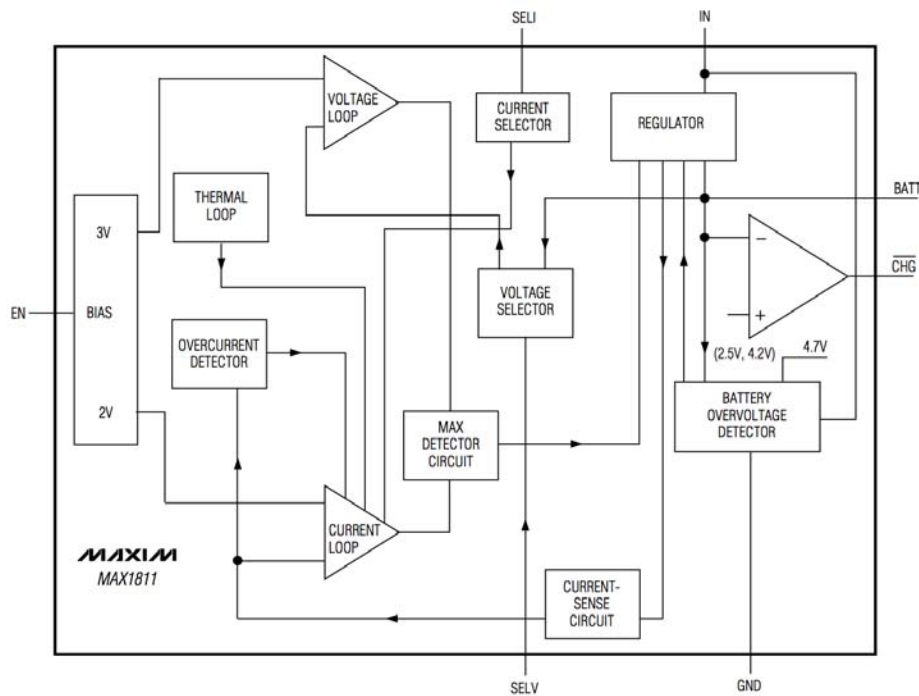 SELI
IN
VOLTAGE
LOOP
CURRENT
SELECTOR
REGULATOR
THERMAL
LOOP
BATT
3V
−
CHG
VOLTAGE
SELECTOR
EN
BIAS
+
OVERCURRENT
DETECTOR
(2.5V, 4.2V)
4.7V
2V
BATTERY
OVERVOLTAGE
DETECTOR
MAX
DETECTOR
CIRCUIT
CURRENT
LOOP
MAXIM
MAX1811
CURRENT-
SENSE
CIRCUIT
SELV
GND